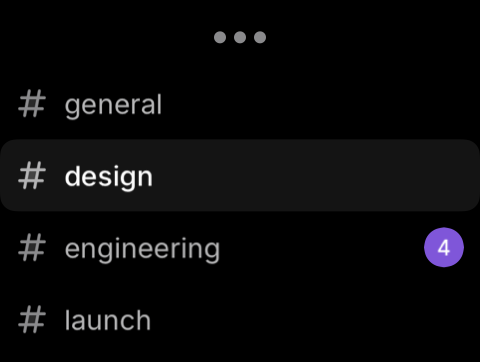 # general
# design
# engineering 4
# launch